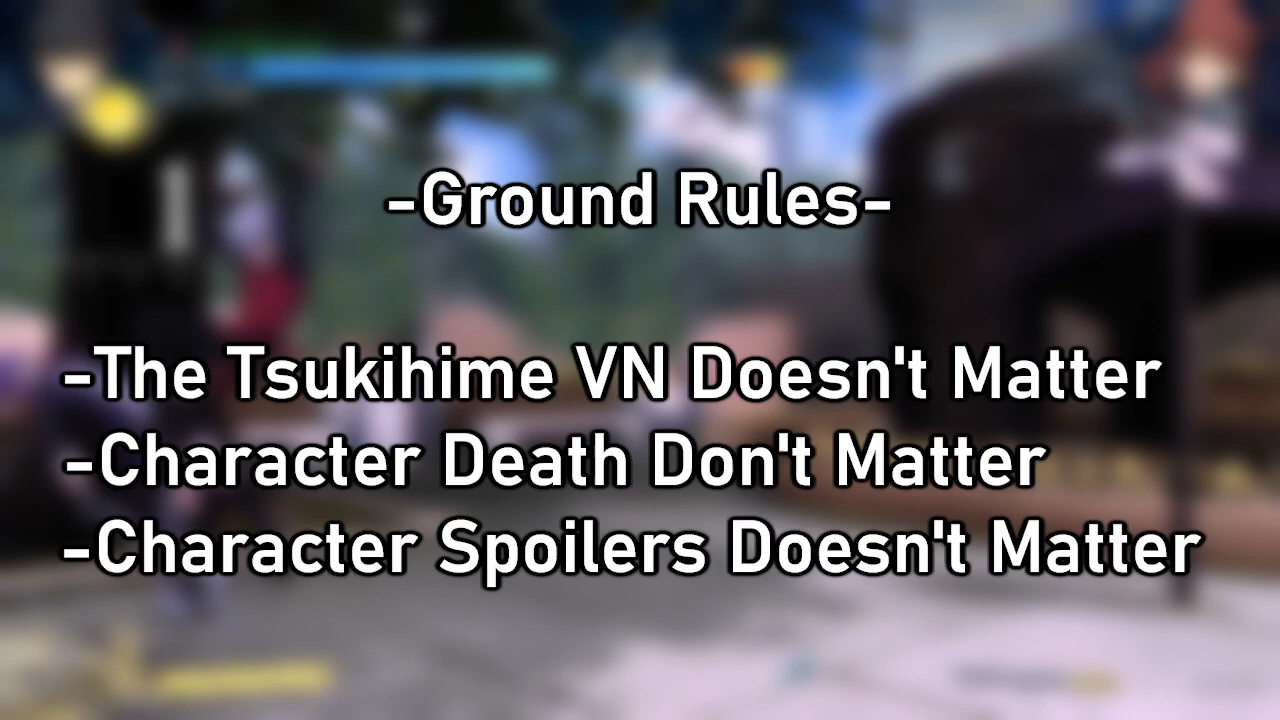 -Ground Rules-
-The Tsukihime VN Doesn't Matter
-Character Death Don't Matter
-Character Spoilers Doesn't Matter